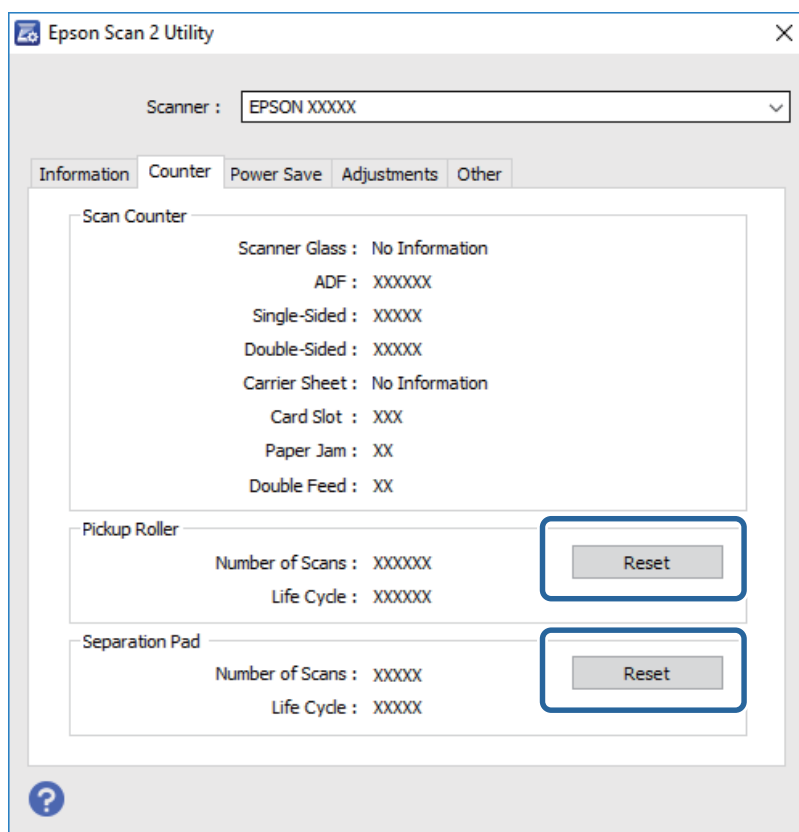 Epson Scan 2 Utility
Scanner : EPSON XXXXX
Information Counter Power Save Adjustments Other
Scan Counter
Scanner Glass : No Information
ADF : XXXXXX
Single-Sided : XXXXX
Double-Sided : XXXXX
Carrier Sheet : No Information
Card Slot : XXX
Paper Jam : XX
Double Feed : XX
Pickup Roller
Number of Scans : XXXXXX Reset
Life Cycle : XXXXXX
Separation Pad
Number of Scans : XXXXX Reset
Life Cycle : XXXXX
?